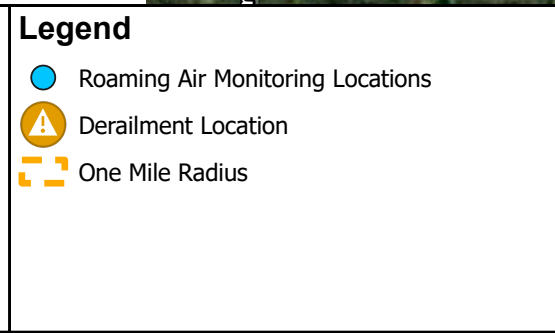 Legend
Roaming Air Monitoring Locations
Derailment Location
One Mile Radius